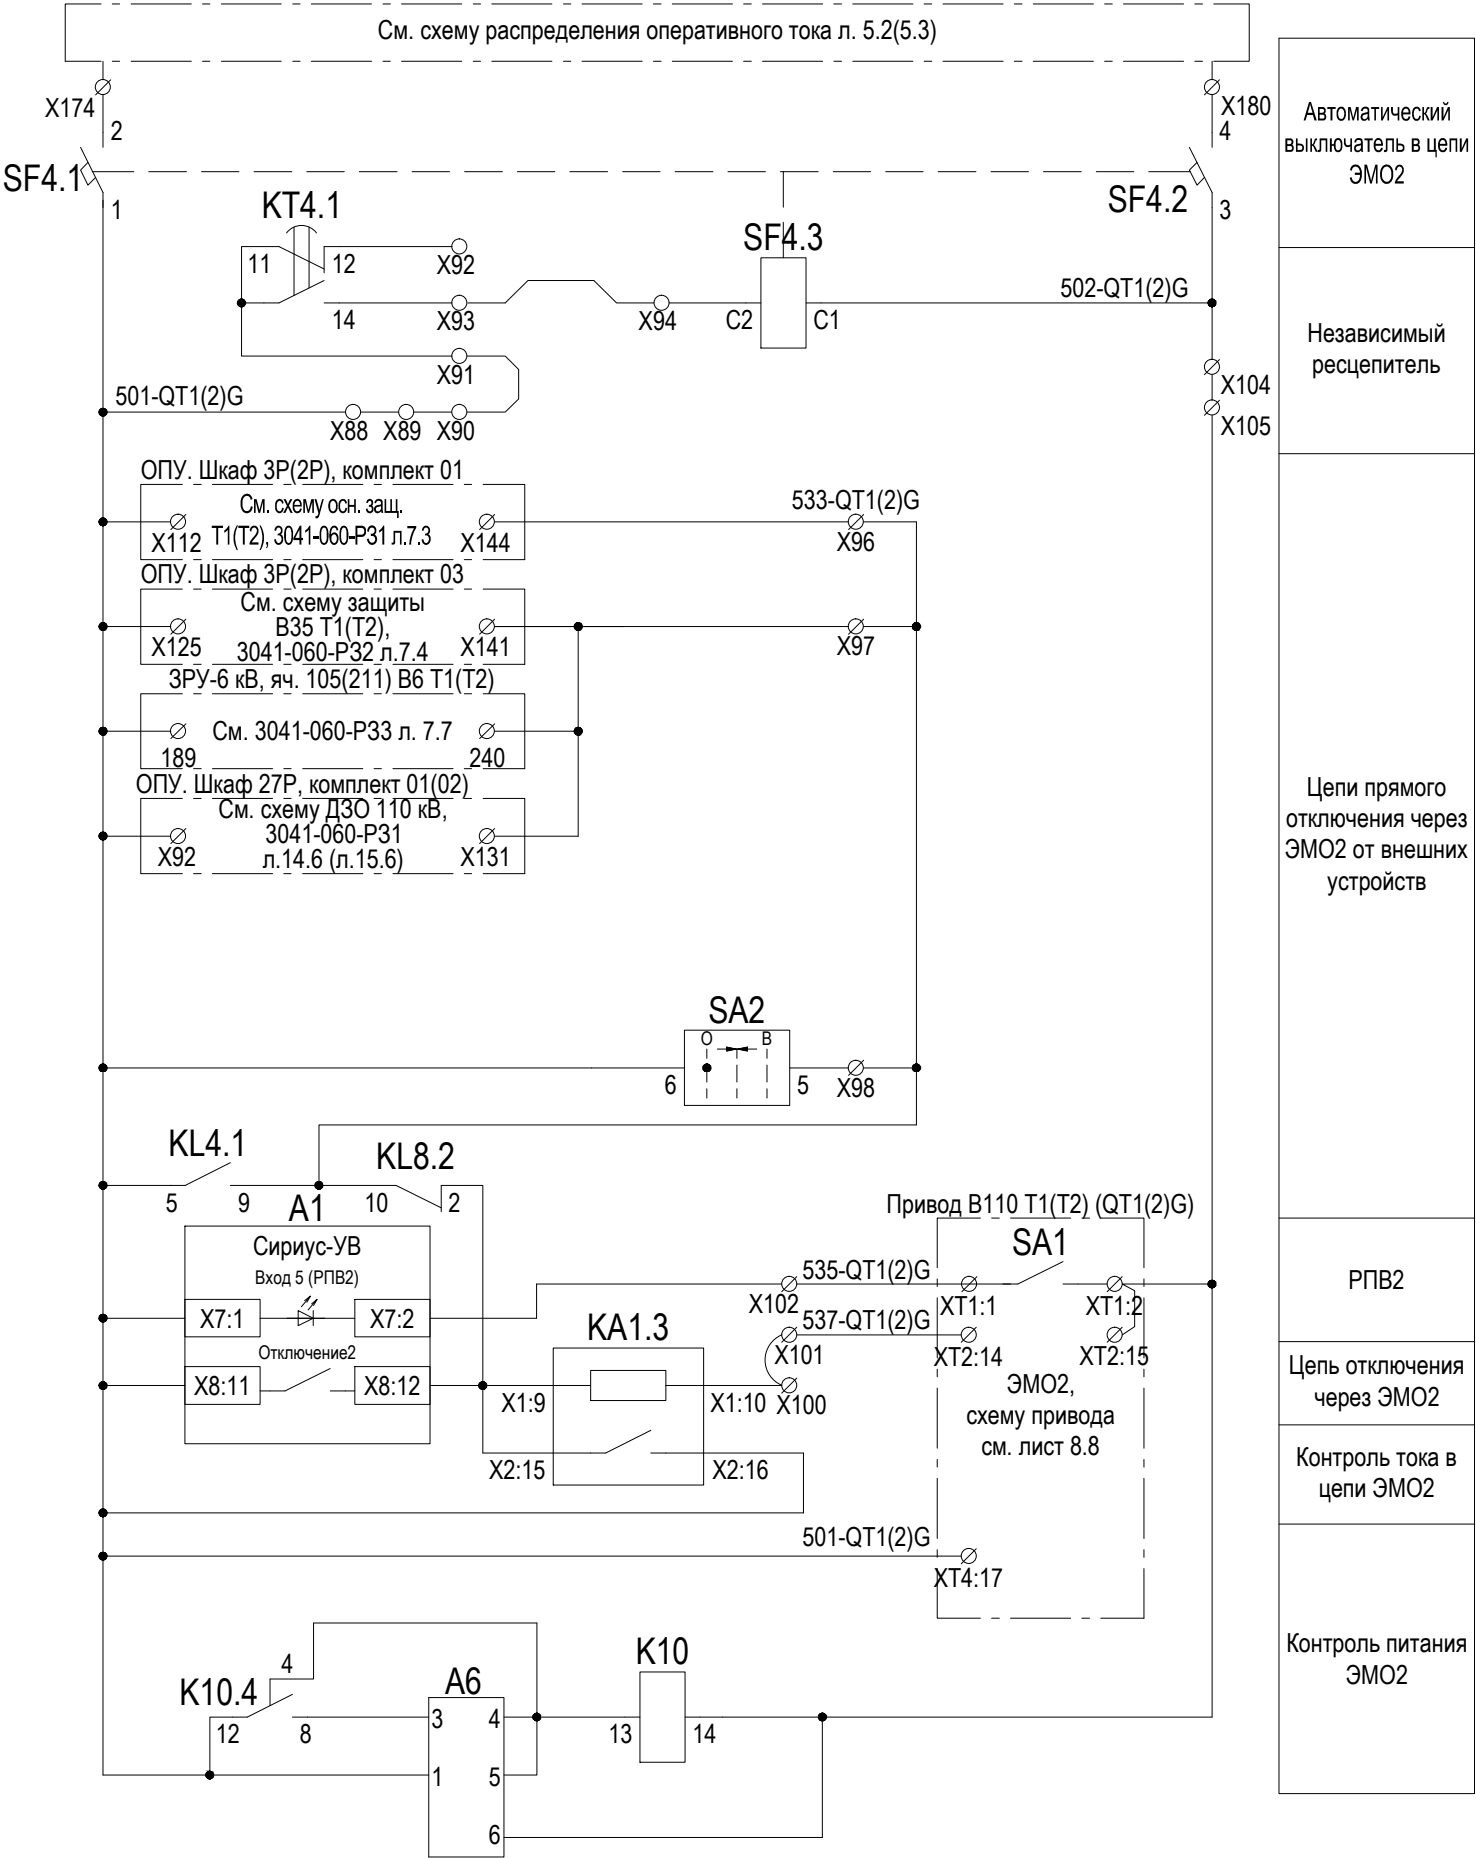 См. схему распределения оперативного тока л. 5.2(5.3)
X174
2
SF4.1
1
X180
4
SF4.2
3
Автоматический
выключатель в цепи
ЭМО2
KT4.1
11
12
X92
14
X93
X94
SF4.3
C2
C1
502-QT1(2)G
X91
501-QT1(2)G
X88
X89
X90
X104
X105
Независимый
ресцепитель
ОПУ. Шкаф 3Р(2Р), комплект 01
См. схему осн. защ.
Т1(Т2), 3041-060-РЗ1 л.7.3
X112
X144
533-QT1(2)G
X96
ОПУ. Шкаф 3Р(2Р), комплект 03
См. схему защиты
В35 Т1(Т2),
3041-060-РЗ2 л.7.4
X125
X141
X97
ЗРУ-6 кВ, яч. 105(211) В6 Т1(Т2)
См. 3041-060-РЗ3 л. 7.7
189
240
ОПУ. Шкаф 27Р, комплект 01(02)
См. схему ДЗО 110 кВ,
3041-060-РЗ1
л.14.6 (л.15.6)
X92
X131
Цепи прямого
отключения через
ЭМО2 от внешних
устройств
SA2
О
В
6
5
X98
KL4.1
5
9
KL8.2
10
2
A1
Сириус-УВ
Вход 5 (РПВ2)
X7:1
X7:2
Отключение2
X8:11
X8:12
KA1.3
X1:9
X1:10
X2:15
X2:16
X102
X101
X100
535-QT1(2)G
537-QT1(2)G
Привод В110 Т1(Т2) (QT1(2)G)
SA1
XT1:1
XT1:2
XT2:14
XT2:15
ЭМО2,
схему привода
см. лист 8.8
501-QT1(2)G
XT4:17
РПВ2
Цепь отключения
через ЭМО2
Контроль тока в
цепи ЭМО2
Контроль питания
ЭМО2
K10.4
4
12
8
A6
3
4
1
5
6
K10
13
14